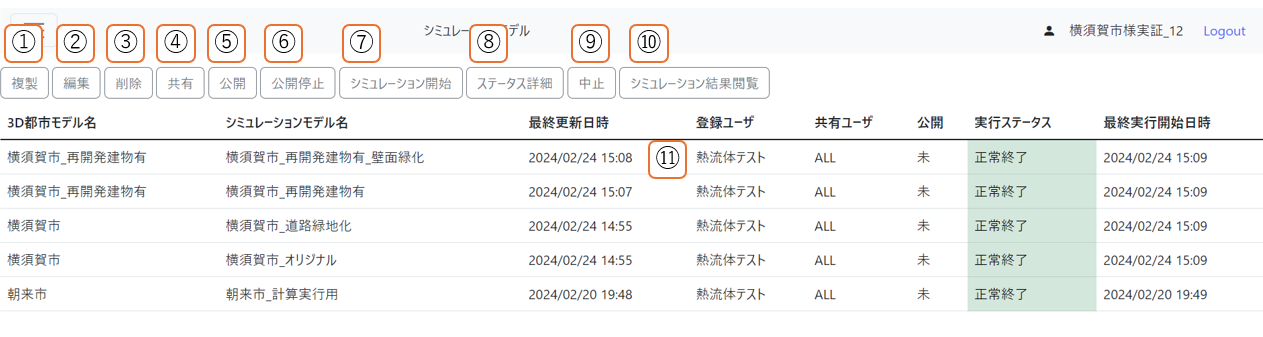 シミュレーションモデル 横須賀市様実証_12 Logout
① ② ③ ④ ⑤ ⑥ ⑦ ⑧ ⑨ ⑩
複製 編集 削除 共有 公開 公開停止 シミュレーション開始 ステータス詳細 中止 シミュレーション結果閲覧
3D都市モデル名 シミュレーションモデル名 最終更新日時 登録ユーザ 共有ユーザ 公開 実行ステータス 最終実行開始日時
横須賀市_再開発建物有 横須賀市_再開発建物有_壁面緑化 2024/02/24 15:08 ⑪ 熱流体テスト ALL 未 正常終了 2024/02/24 15:09
横須賀市_再開発建物有 横須賀市_再開発建物有 2024/02/24 15:07 熱流体テスト ALL 未 正常終了 2024/02/24 15:09
横須賀市 横須賀市_道路緑地化 2024/02/24 14:55 熱流体テスト ALL 未 正常終了 2024/02/24 15:09
横須賀市 横須賀市_オリジナル 2024/02/24 14:55 熱流体テスト ALL 未 正常終了 2024/02/24 15:09
朝来市 朝来市_計算実行用 2024/02/20 19:48 熱流体テスト ALL 未 正常終了 2024/02/20 19:49